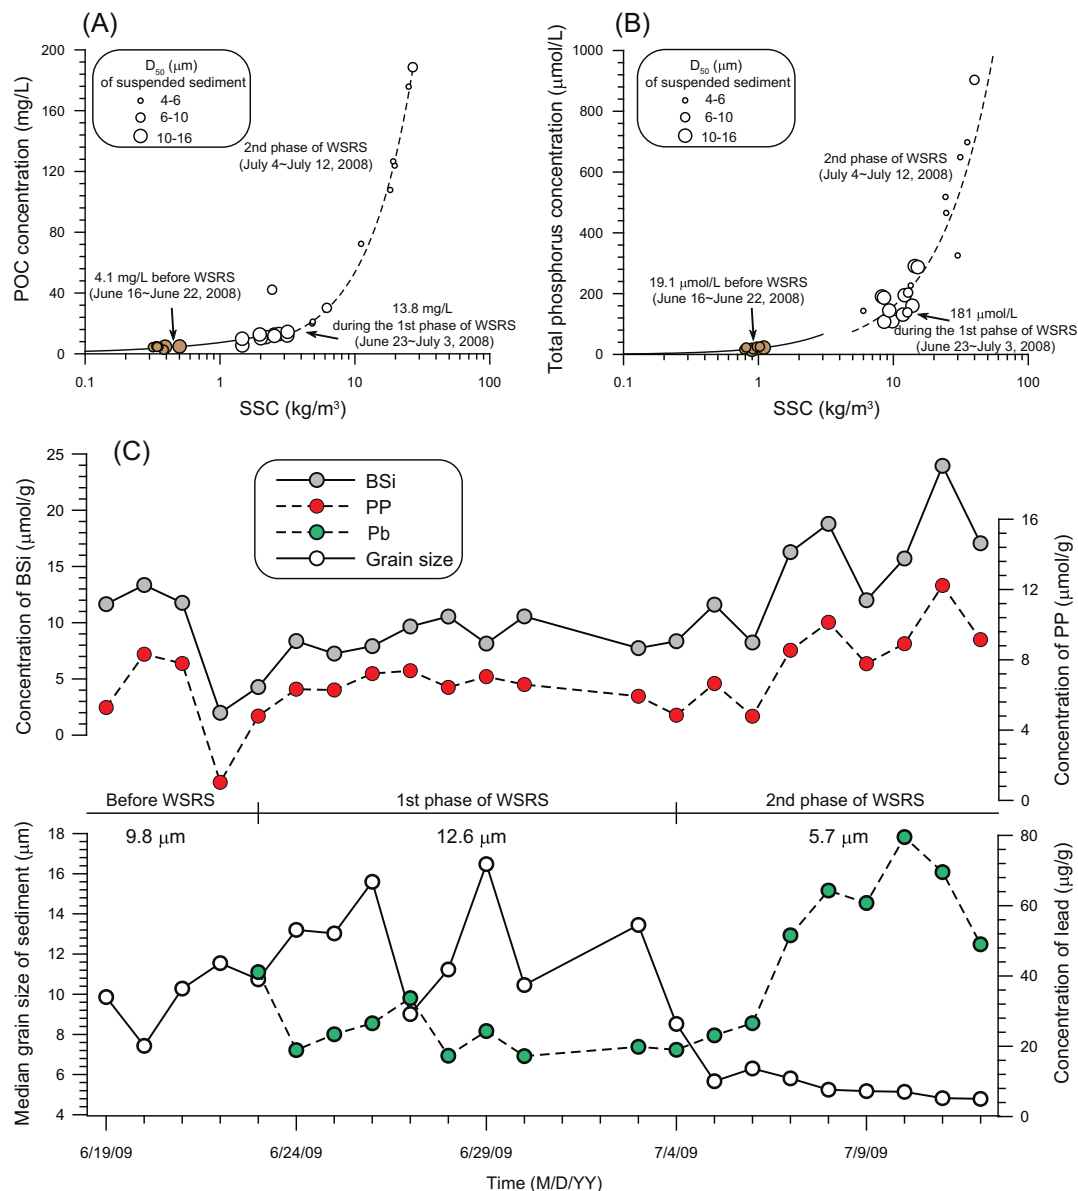 (A)
POC concentration (mg/L)
200
160
120
80
40
0
D50 (μm)
of suspended sediment
4-6
6-10
10-16
2nd phase of WSRS
(July 4~July 12, 2008)
4.1 mg/L before WSRS
(June 16~June 22, 2008)
13.8 mg/L
during the 1st phase of WSRS
(June 23~July 3, 2008)
0.1
1
10
100
SSC (kg/m³)
(B)
Total phosphorus concentration (μmol/L)
1000
800
600
400
200
0
D50 (μm)
of suspended sediment
4-6
6-10
10-16
2nd phase of WSRS
(July 4~July 12, 2008)
19.1 μmol/L before WSRS
(June 16~June 22, 2008)
181 μmol/L
during the 1st pahse of WSRS
(June 23~July 3, 2008)
0.1
1
10
100
SSC (kg/m³)
(C)
Concentration of BSi (μmol/g)
25
20
15
10
5
0
BSi
PP
Pb
Grain size
16
12
8
4
0
Concentration of PP (μmol/g)
Before WSRS
1st phase of WSRS
2nd phase of WSRS
9.8 μm
12.6 μm
5.7 μm
Median grain size of sediment (μm)
18
16
14
12
10
8
6
4
80
60
40
20
0
Concentration of lead (μg/g)
6/19/09
6/24/09
6/29/09
7/4/09
7/9/09
Time (M/D/YY)